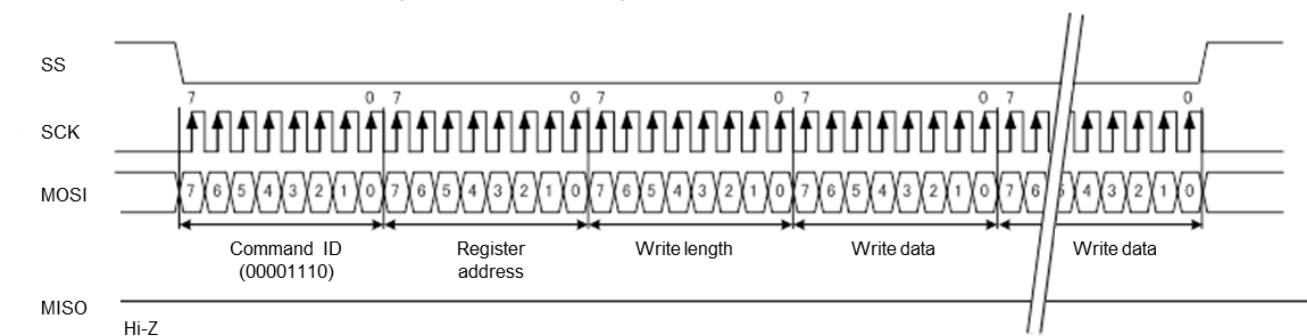 SS
7 0 7 0 7 0 7 0 7 0
SCK
MOSI
7 6 5 4 3 2 1 0 7 6 5 4 3 2 1 0 7 6 5 4 3 2 1 0 7 6 5 4 3 2 1 0 7 6 5 4 3 2 1 0
Command ID Register Write length Write data Write data
(00001110) address
MISO
Hi-Z